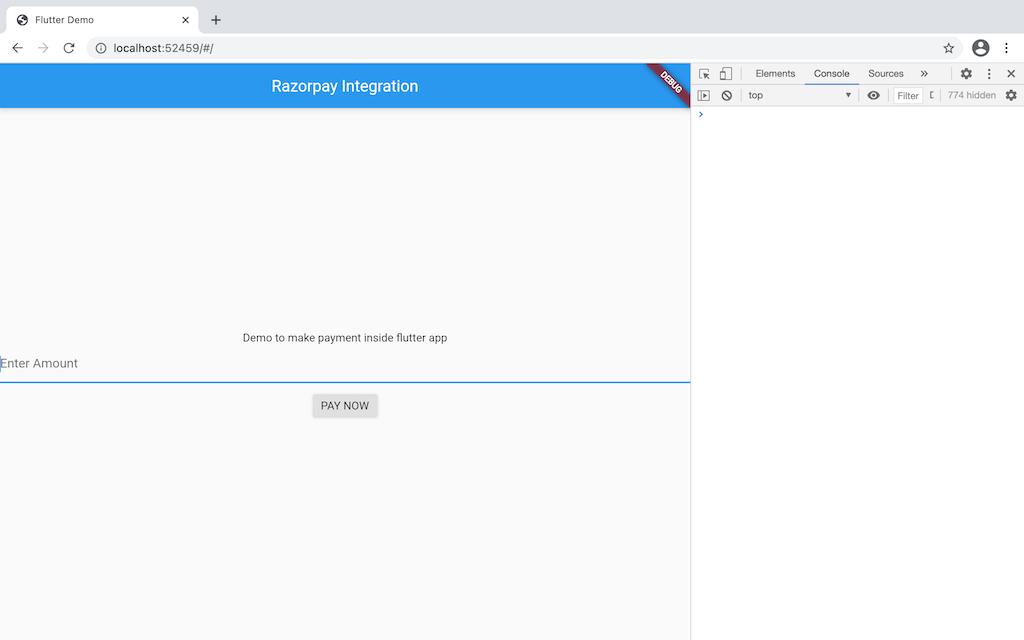 Flutter Demo
localhost:52459/#/
Razorpay Integration
DEBUG
Elements Console Sources »
top
Filter
774 hidden
Demo to make payment inside flutter app
Enter Amount
PAY NOW